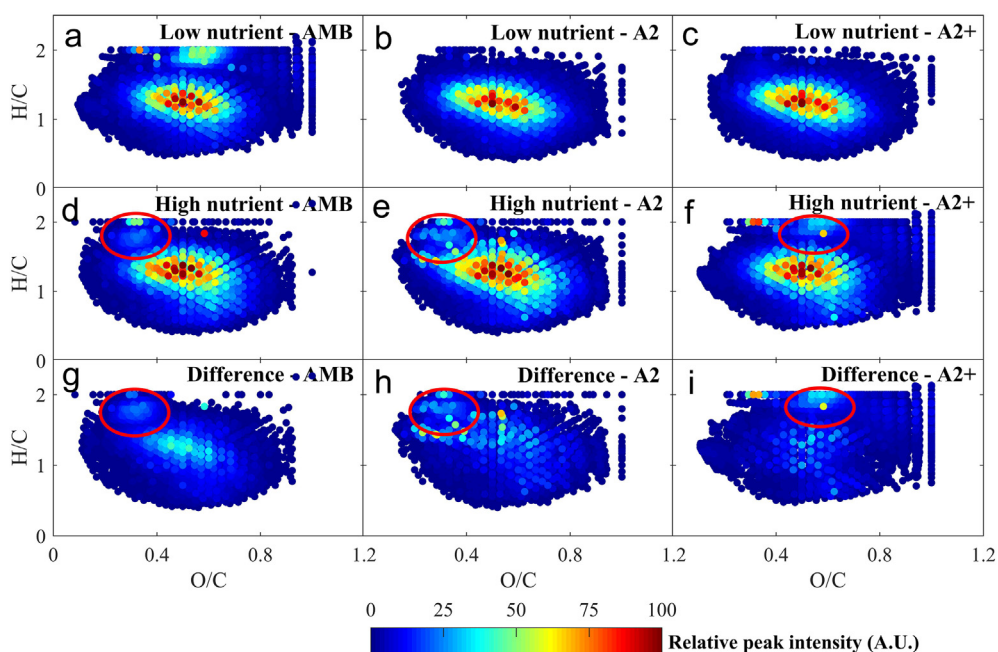 a Low nutrient - AMB
b Low nutrient - A2
c Low nutrient - A2+
H/C
2
1
0
d High nutrient - AMB
e High nutrient - A2
f High nutrient - A2+
H/C
2
1
0
g Difference - AMB
h Difference - A2
i Difference - A2+
H/C
2
1
0
0 0.4 0.8 1.2 0.4 0.8 1.2 0.4 0.8 1.2
O/C O/C O/C
0 25 50 75 100
Relative peak intensity (A.U.)